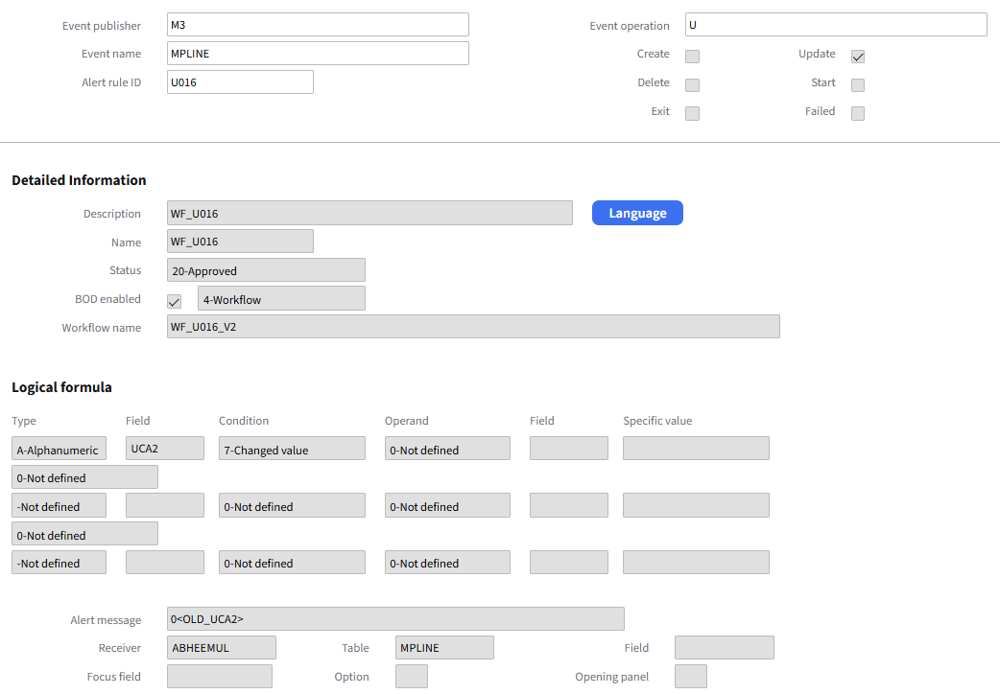 Event publisher M3 Event operation U
Event name MPLINE Create Update
Alert rule ID U016 Delete Start
Exit Failed
Detailed Information
Description WF_U016 Language
Name WF_U016
Status 20-Approved
BOD enabled 4-Workflow
Workflow name WF_U016_V2
Logical formula
Type Field Condition Operand Field Specific value
A-Alphanumeric UCA2 7-Changed value 0-Not defined
0-Not defined
-Not defined 0-Not defined 0-Not defined
0-Not defined
-Not defined 0-Not defined 0-Not defined
Alert message 0<OLD_UCA2>
Receiver ABHEEMUL Table MPLINE Field
Focus field Option Opening panel